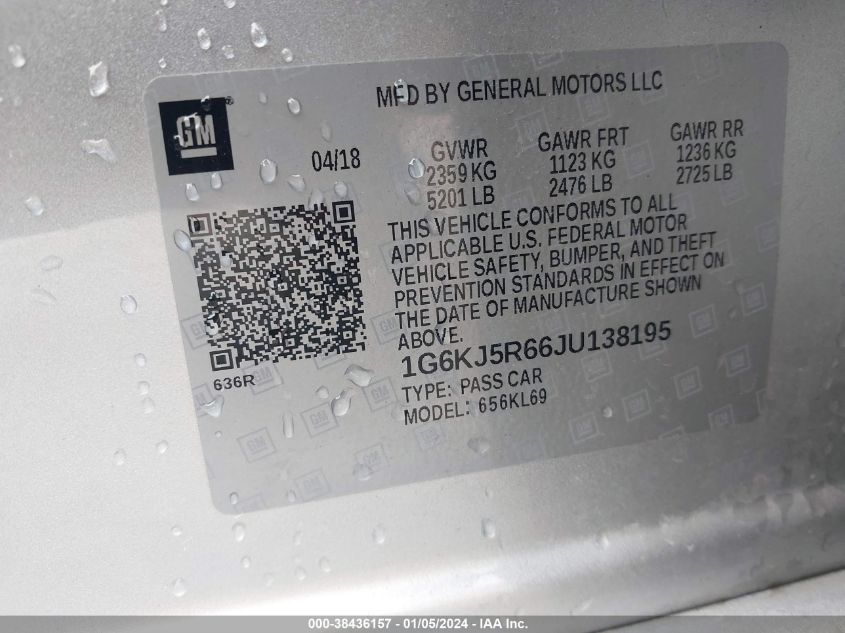 MFD BY GENERAL MOTORS LLC
GM
04/18
GVWR
2359 KG
5201 LB
GAWR FRT
1123 KG
2476 LB
GAWR RR
1236 KG
2725 LB
THIS VEHICLE CONFORMS TO ALL
APPLICABLE U.S. FEDERAL MOTOR
VEHICLE SAFETY, BUMPER, AND THEFT
PREVENTION STANDARDS IN EFFECT ON
THE DATE OF MANUFACTURE SHOWN
ABOVE.
636R
1G6KJ5R66JU138195
TYPE: PASS CAR
MODEL: 656KL69
000-38436157 - 01/05/2024 - IAA Inc.